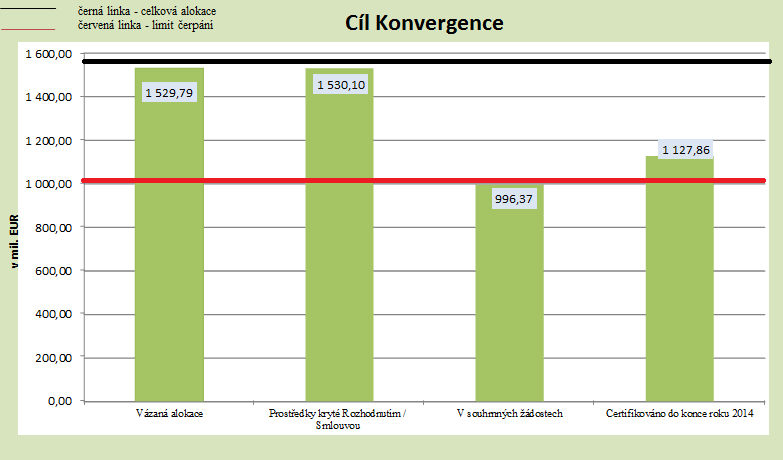 černá linka - celková alokace
červená linka - limit čerpání
Cíl Konvergence
v mil. EUR
1 600,00
1 400,00
1 200,00
1 000,00
800,00
600,00
400,00
200,00
0,00
1 529,79
1 530,10
996,37
1 127,86
Vázaná alokace
Prostředky kryté Rozhodnutím /
Smlouvou
V souhrnných žádostech
Certifikováno do konce roku 2014